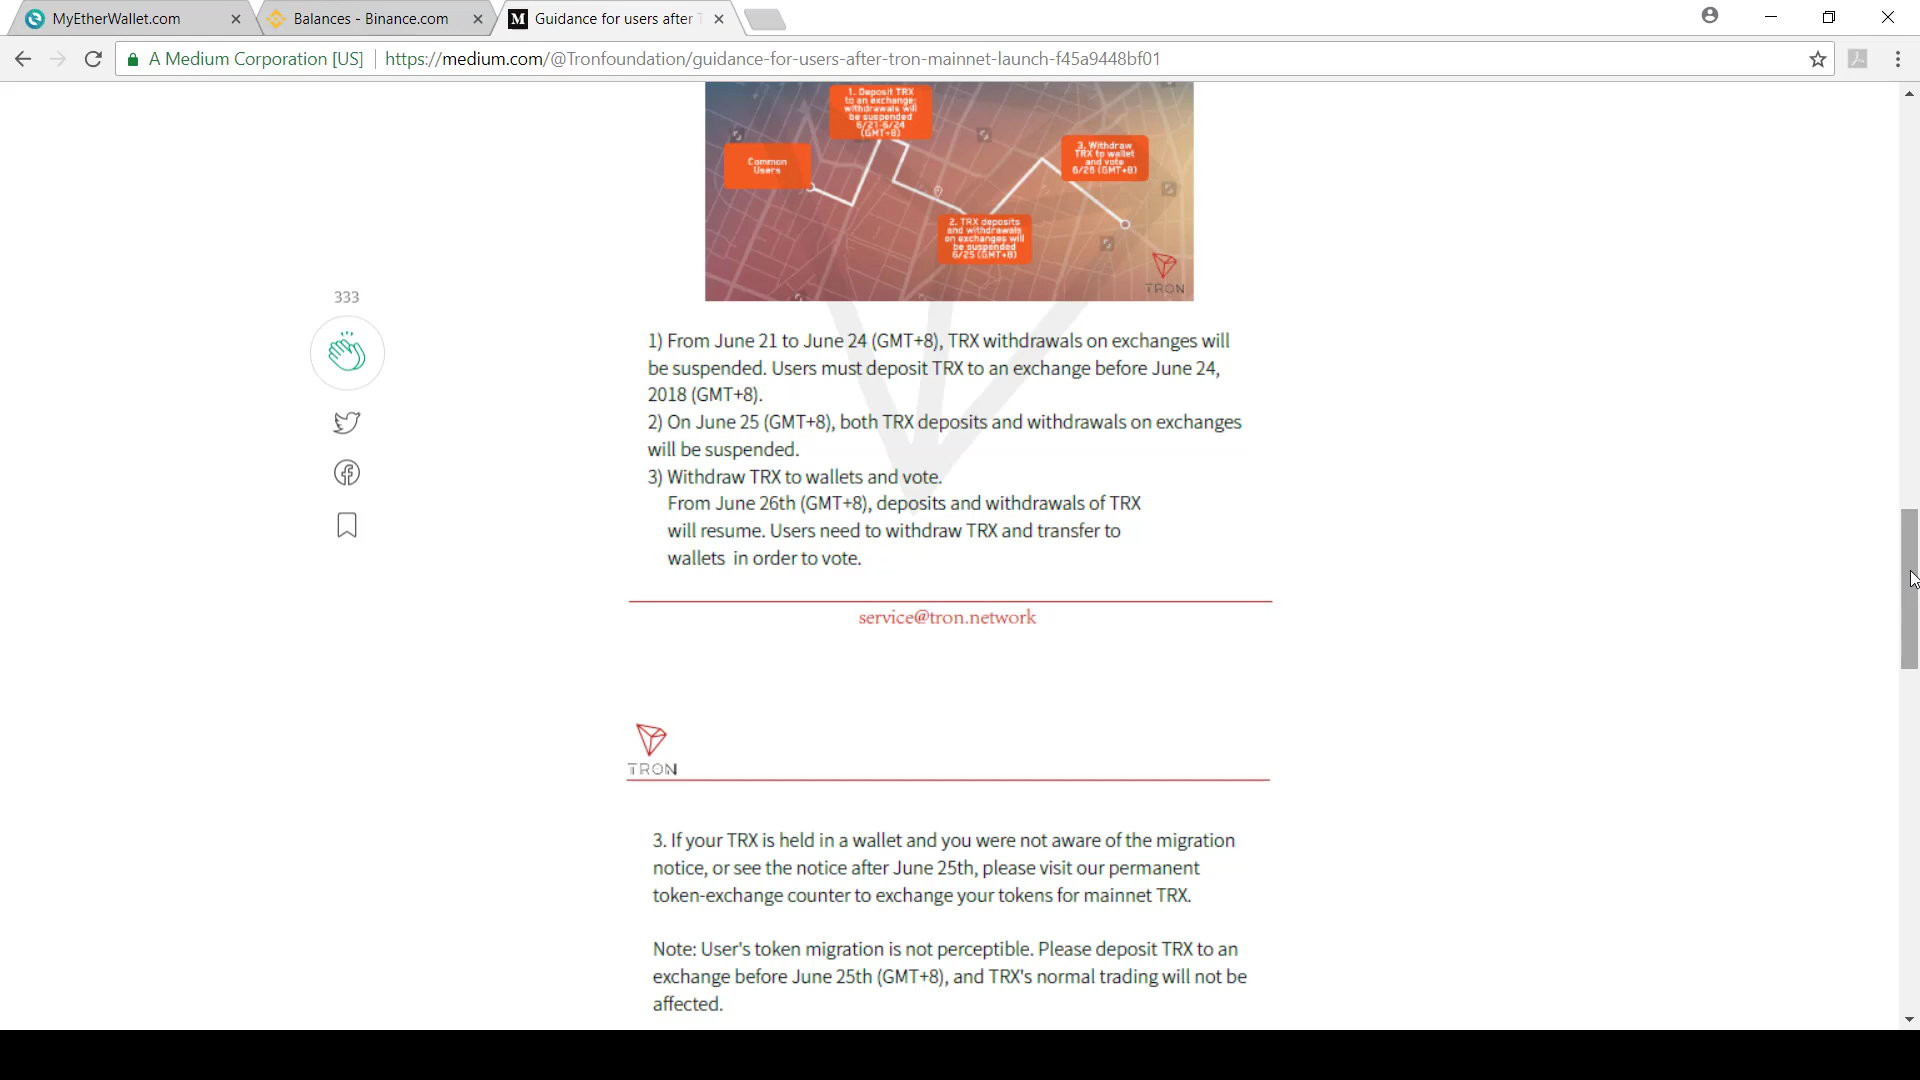 MyEtherWallet.com
Balances - Binance.com
Guidance for users after T
A Medium Corporation [US]
https://medium.com/@Tronfoundation/guidance-for-users-after-tron-mainnet-launch-f45a9448bf01
1. Deposit TRX
to an exchange;
withdrawals will
be suspended
6/21-6/24
(GMT+8)
Common
Users
3. Withdraw
TRX to wallet
and vote
6/26 (GMT+8)
2. TRX deposits
and withdrawals
on exchanges will
be suspended
6/25 (GMT+8)
TRON
333
1) From June 21 to June 24 (GMT+8), TRX withdrawals on exchanges will
be suspended. Users must deposit TRX to an exchange before June 24,
2018 (GMT+8).
2) On June 25 (GMT+8), both TRX deposits and withdrawals on exchanges
will be suspended.
3) Withdraw TRX to wallets and vote.
From June 26th (GMT+8), deposits and withdrawals of TRX
will resume. Users need to withdraw TRX and transfer to
wallets in order to vote.
service@tron.network
TRON
3. If your TRX is held in a wallet and you were not aware of the migration
notice, or see the notice after June 25th, please visit our permanent
token-exchange counter to exchange your tokens for mainnet TRX.
Note: User's token migration is not perceptible. Please deposit TRX to an
exchange before June 25th (GMT+8), and TRX's normal trading will not be
affected.